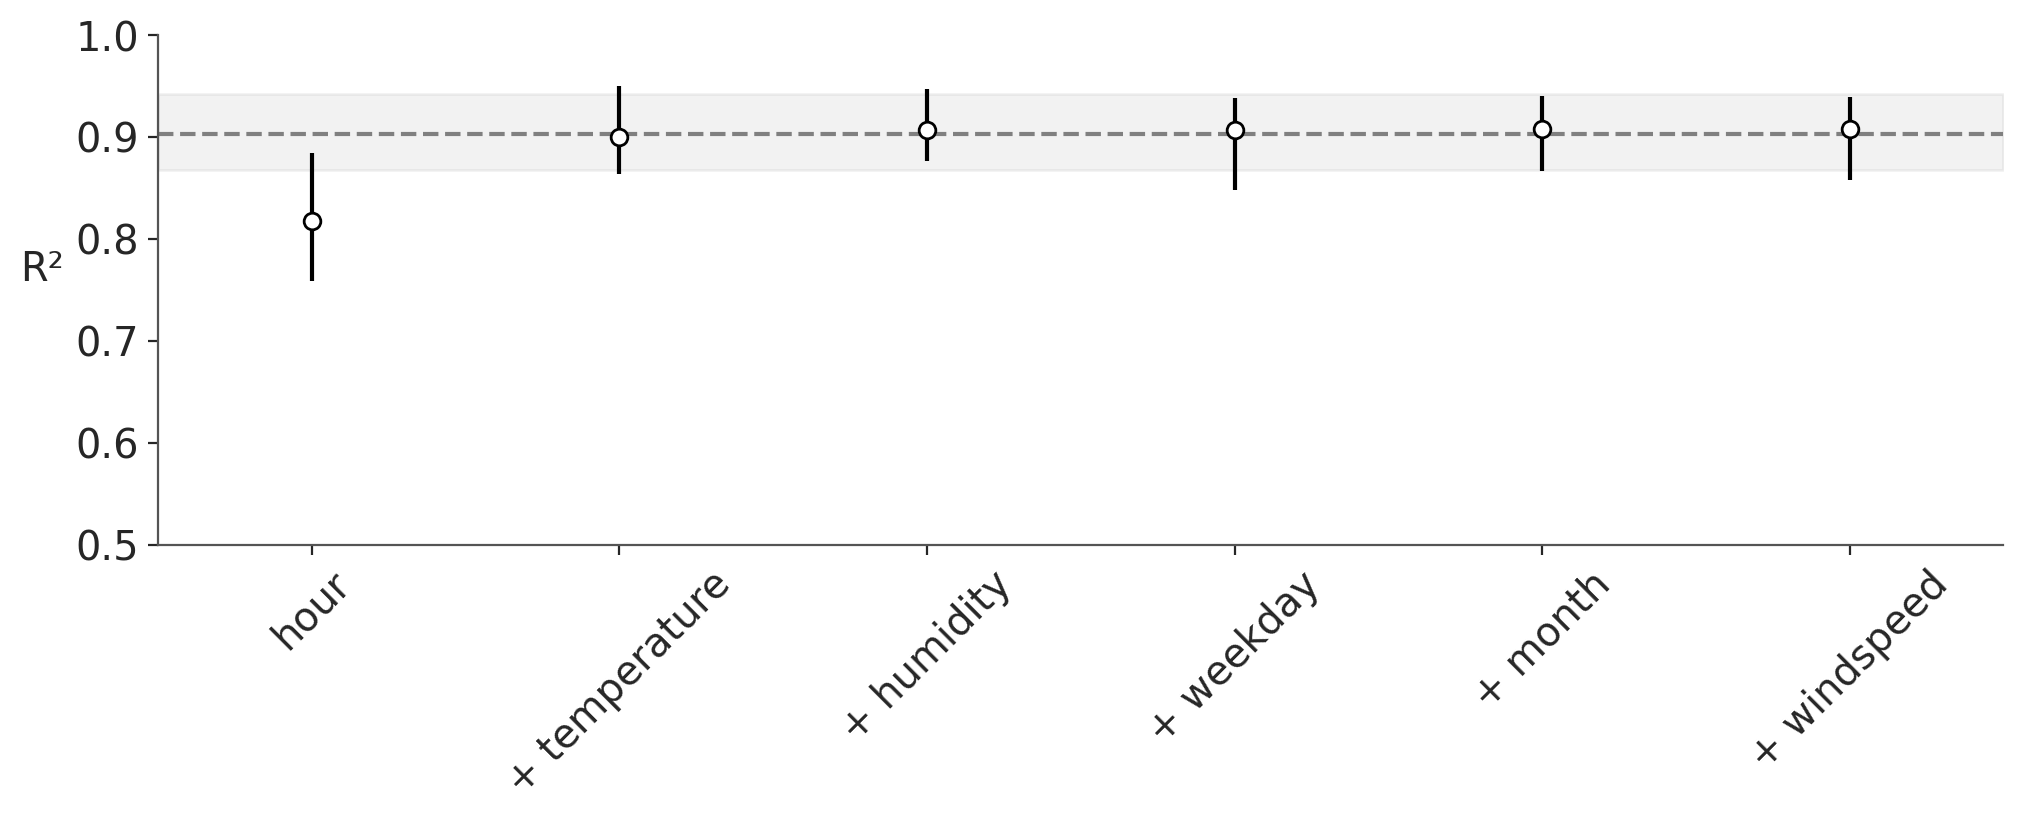 1.0
0.9
0.8
0.7
0.6
0.5
R²
hour
+ temperature
+ humidity
+ weekday
+ month
+ windspeed